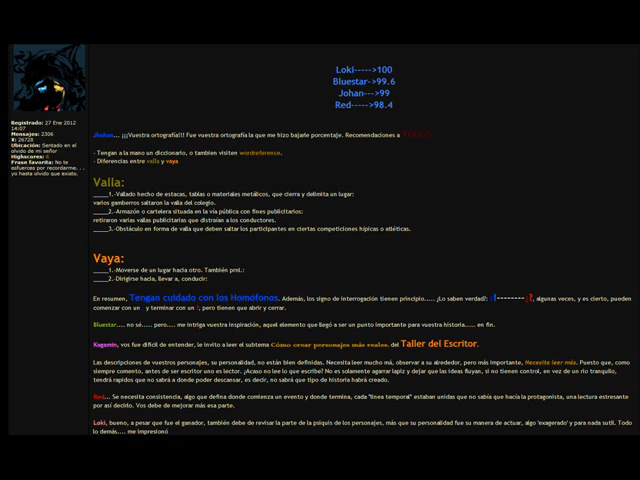 Loki----->100
Bluestar-->99.6
Johan--->99
Red----->98.4
Registrado: 27 Ene 2012
14:07
Mensajes: 2306
¥: 26728
Ubicación: Sentado en el
olvido de mi señor
Highscores: 8
Frase favorita: No te
esfuerces por recordarme. . .
yo hasta olvido que existo.
... ¡¡¡Vuestra ortografía!!! Fue vuestra ortografía la que me hizo bajarle porcentaje. Recomendaciones a
- Tengan a la mano un diccionario, o tambien visiten wordreference.
- Diferencias entre valla y vaya
Valla:
_____1.-Vallado hecho de estacas, tablas o materiales metálicos, que cierra y delimita un lugar:
varios gamberros saltaron la valla del colegio.
_____2.-Armazón o cartelera situada en la vía pública con fines publicitarios:
retiraron varias vallas publicitarias que distraían a los conductores.
_____3.-Obstáculo en forma de valla que deben saltar los participantes en ciertas competiciones hípicas o atléticas.
Vaya:
_____1.-Moverse de un lugar hacia otro. También pml.:
_____2.-Dirigirse hacia, llevar a, conducir:
En resumen, Tengan cuidado con los Homófonos. Además, los signo de interrogación tienen principio..... ¿Lo saben verdad?: ¡!--------¿?, algunas veces, y es cierto, pueden
comenzar con un y terminar con un , pero tienen que abrir y cerrar.
Bluestar.... no sé..... pero.... me intriga vuestra inspiración, aquel elemento que llegó a ser un punto importante para vuestra historia..... en fin.
Kagamin, vos fue difícil de entender, le invito a leer el subtema Cómo crear personajes más reales. del Taller del Escritor.
Las descripciones de vuestros personajes, su personalidad, no están bien definidas. Necesita leer mucho má, observar a su alrededor, pero más importante, Necesita leer más. Puesto que, como
siempre comento, antes de ser escritor uno es lector. ¿Acaso no lee lo que escribe? No es solamente agarrar lapiz y dejar que las ideas fluyan, si no tienen control, en vez de un río tranquilo,
tendrá rapidos que no sabrá a donde poder descansar, es decir, no sabrá que tipo de historia habrá creado.
Red... Se necesita consistencia, algo que defina donde comienza un evento y donde termina, cada "linea temporal" estaban unidas que no sabía que hacía la protagonista, una lectura estresante
por así decirlo. Vos debe de mejorar más esa parte.
Loki, bueno, a pesar que fue el ganador, también debe de revisar la parte de la psiquis de los personajes, más que su personalidad fue su manera de actuar, algo 'exagerado' y para nada sutil. Todo
lo demás.... me impresionó